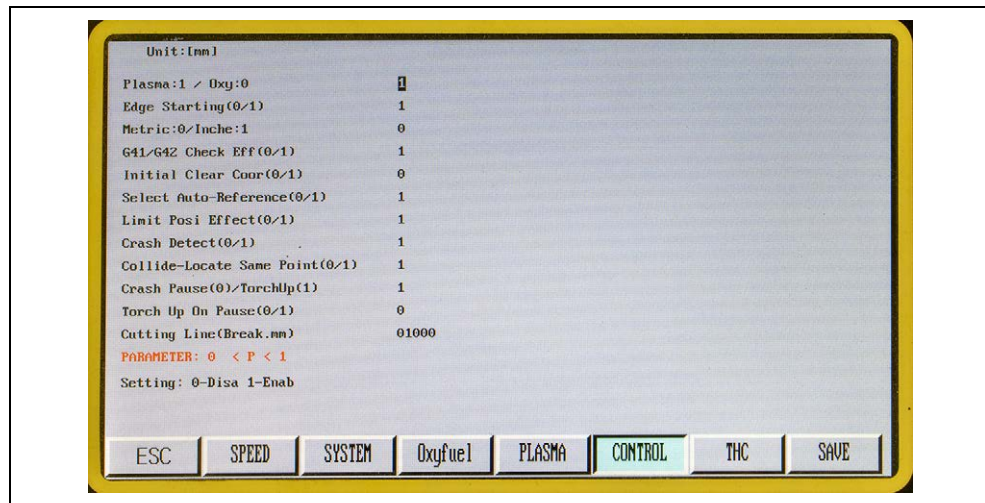 Unit:[mm]
Plasma:1 / Oxy:0 1
Edge Starting(0/1) 1
Metric:0/Inche:1 0
G41/G42 Check Eff(0/1) 1
Initial Clear Coor(0/1) 0
Select Auto-Reference(0/1) 1
Limit Posi Effect(0/1) 1
Crash Detect(0/1) 1
Collide-Locate Same Point(0/1) 1
Crash Pause(0)/TorchUp(1) 1
Torch Up On Pause(0/1) 0
Cutting Line(Break.mm) 01000
PARAMETER: 0 < P < 1
Setting: 0-Disa 1-Enab
ESC SPEED SYSTEM Oxyfuel PLASMA CONTROL THC SAVE